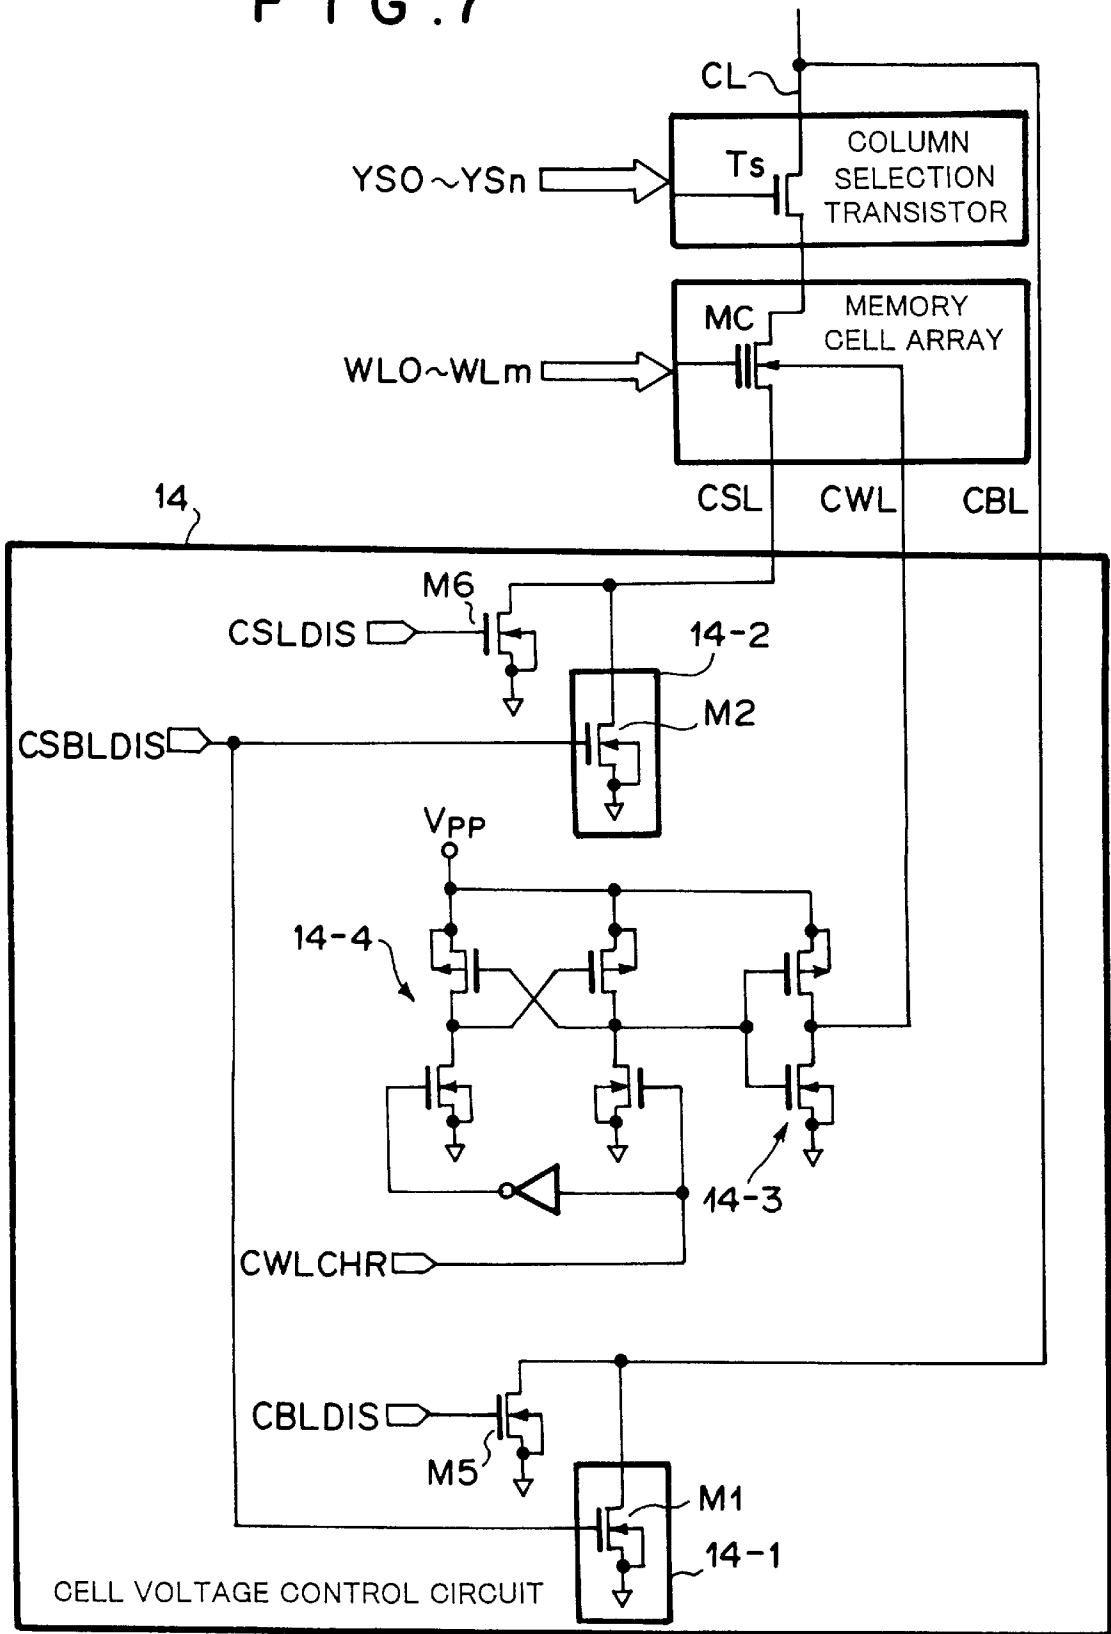 FIG.7
CL
COLUMN
SELECTION
TRANSISTOR
Ts
YS0~YSn
MEMORY
CELL ARRAY
MC
WL0~WLm
CSL
CWL
CBL
14
M6
CSLDIS
14-2
M2
CSBLDIS
VPP
14-4
14-3
CWLCHR
CBLDIS
M5
M1
14-1
CELL VOLTAGE CONTROL CIRCUIT